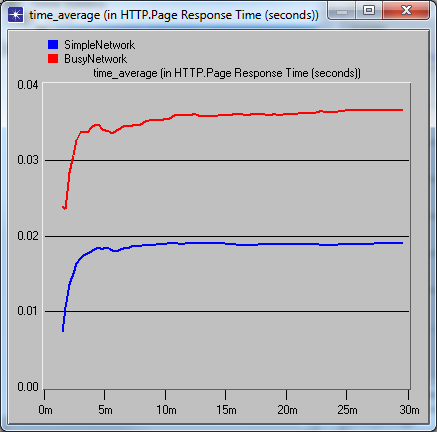 time_average (in HTTP.Page Response Time (seconds))
SimpleNetwork
BusyNetwork
time_average (in HTTP.Page Response Time (seconds))
0.04
0.03
0.02
0.01
0.00
0m 5m 10m 15m 20m 25m 30m